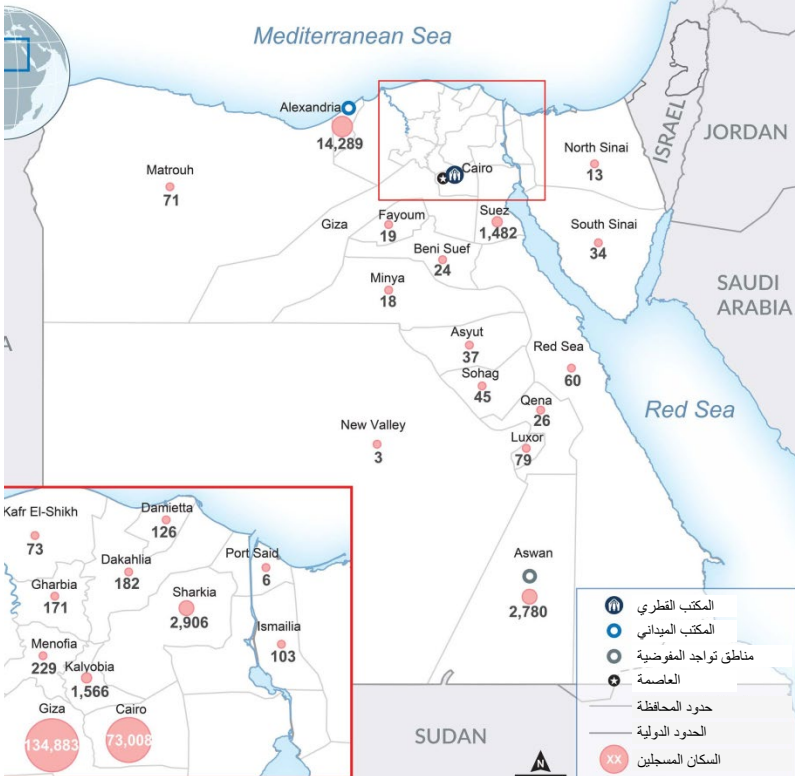 Mediterranean Sea
Alexandria
14,289
Cairo
ISRAEL
JORDAN
North Sinai
13
Matrouh
71
Giza
Fayoum
19
Suez
1,482
South Sinai
34
Beni Suef
24
SAUDI
ARABIA
Minya
18
Asyut
37
Red Sea
60
Sohag
45
Qena
26
Red Sea
New Valley
3
Luxor
79
Kafr El-Shikh
73
Damietta
126
Dakahlia
182
Port Said
6
Gharbia
171
Sharkia
2,906
Ismailia
103
Menofia
229
Kalyobia
1,566
Giza
134,883
Cairo
73,008
Aswan
2,780
SUDAN
N
المكتب القطري
المكتب الميداني
مناطق تواجد المفوضية
العاصمة
حدود المحافظة
الحدود الدولية
XX السكان المسجلين